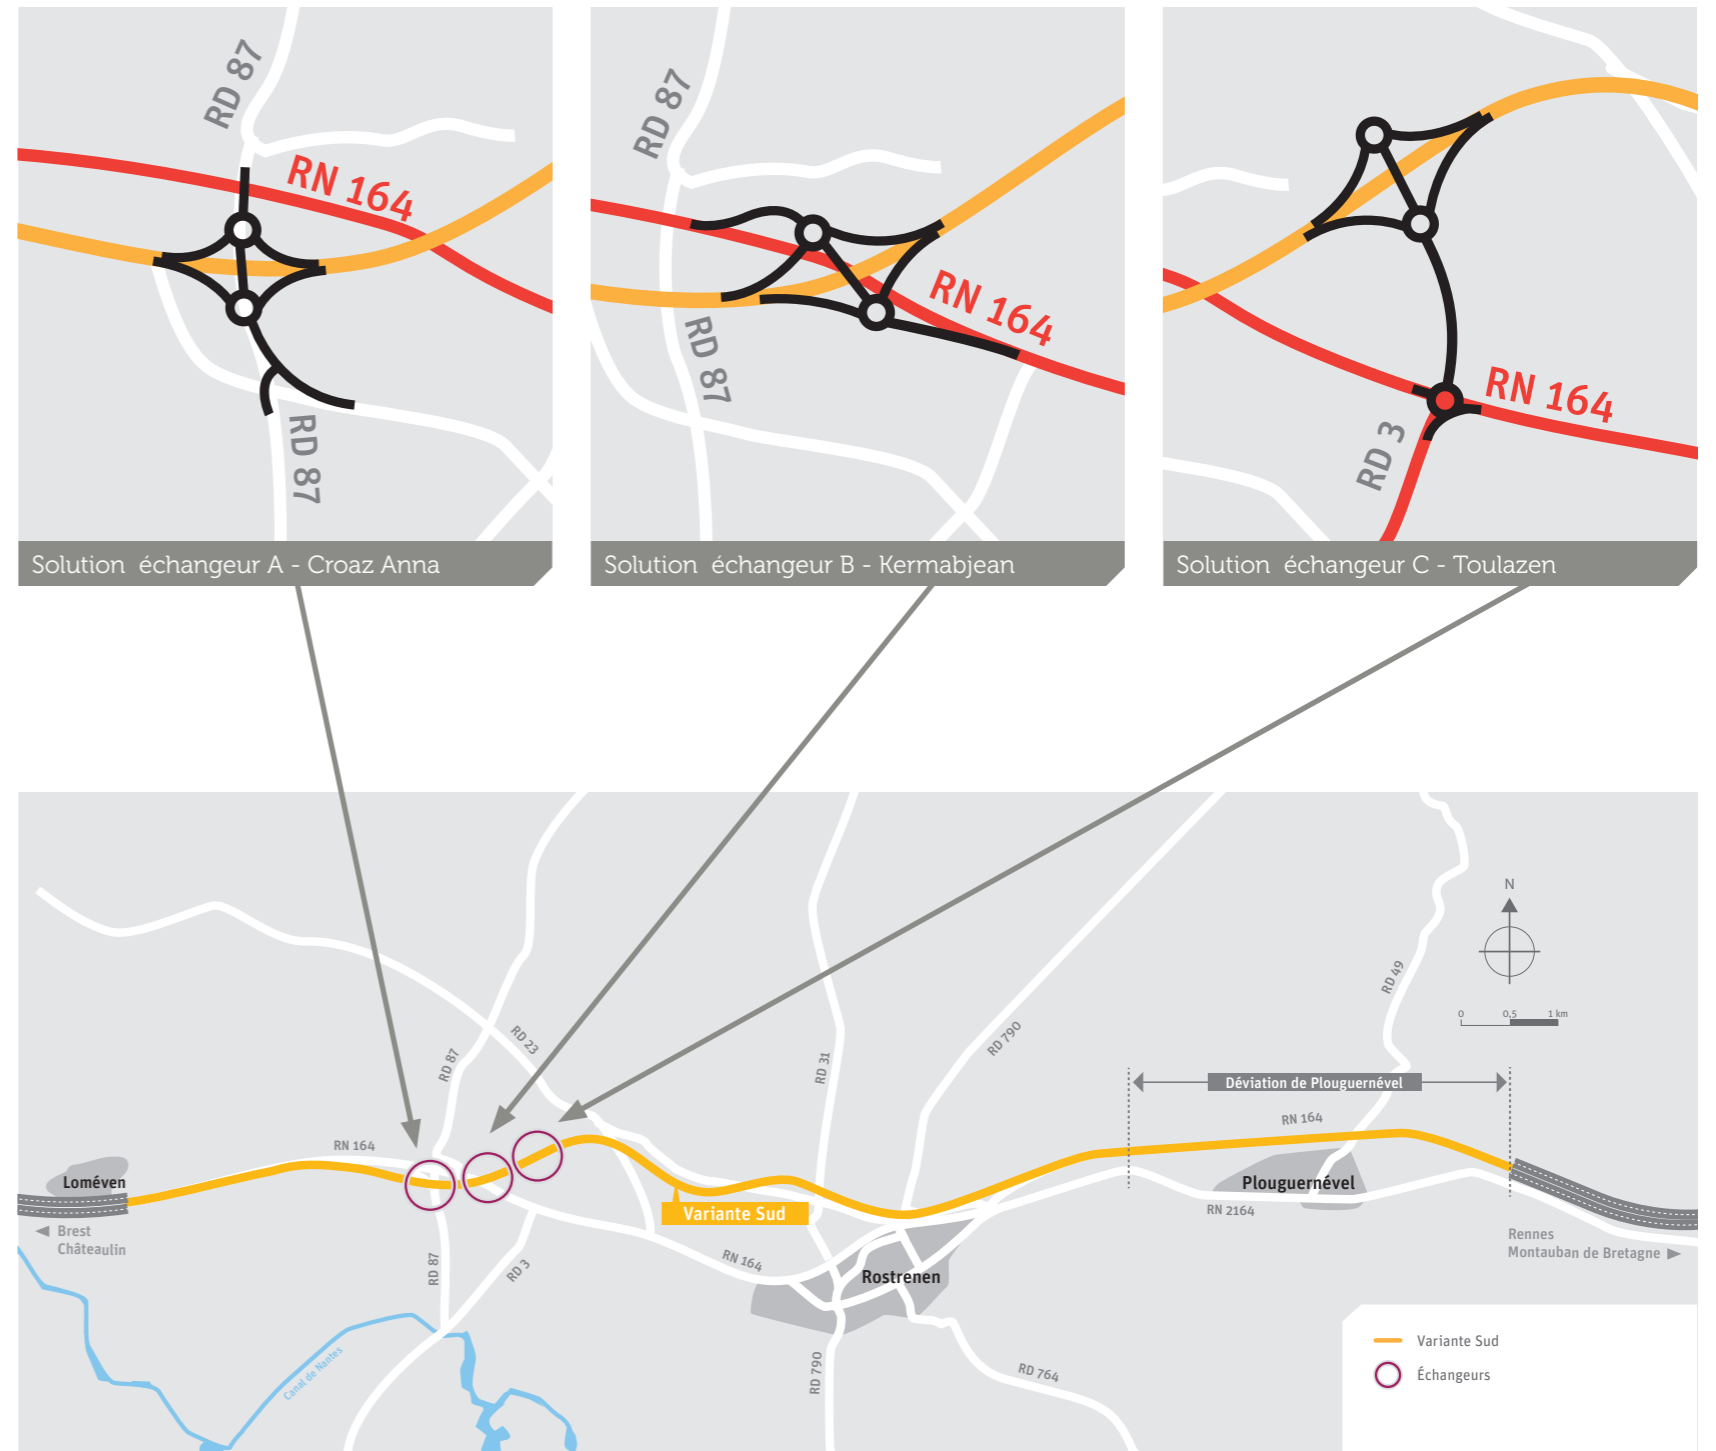 RD 87
RN 164
RD 87
Solution échangeur A - Croaz Anna
RD 87
RN 164
RD 87
Solution échangeur B - Kermabjean
RN 164
RD 3
Solution échangeur C - Toulazen
N
0 0,5 1 km
RD 49
RD 23
RD 87
RD 31
RD 790
Déviation de Plouguernével
RN 164
RN 164
Loméven
Plouguernével
Variante Sud
RN 2164
Brest
Châteaulin
Rennes
Montauban de Bretagne
RD 87
RD 3
RN 164
Rostrenen
Canal de Nantes
RD 790
RD 764
Variante Sud
Échangeurs